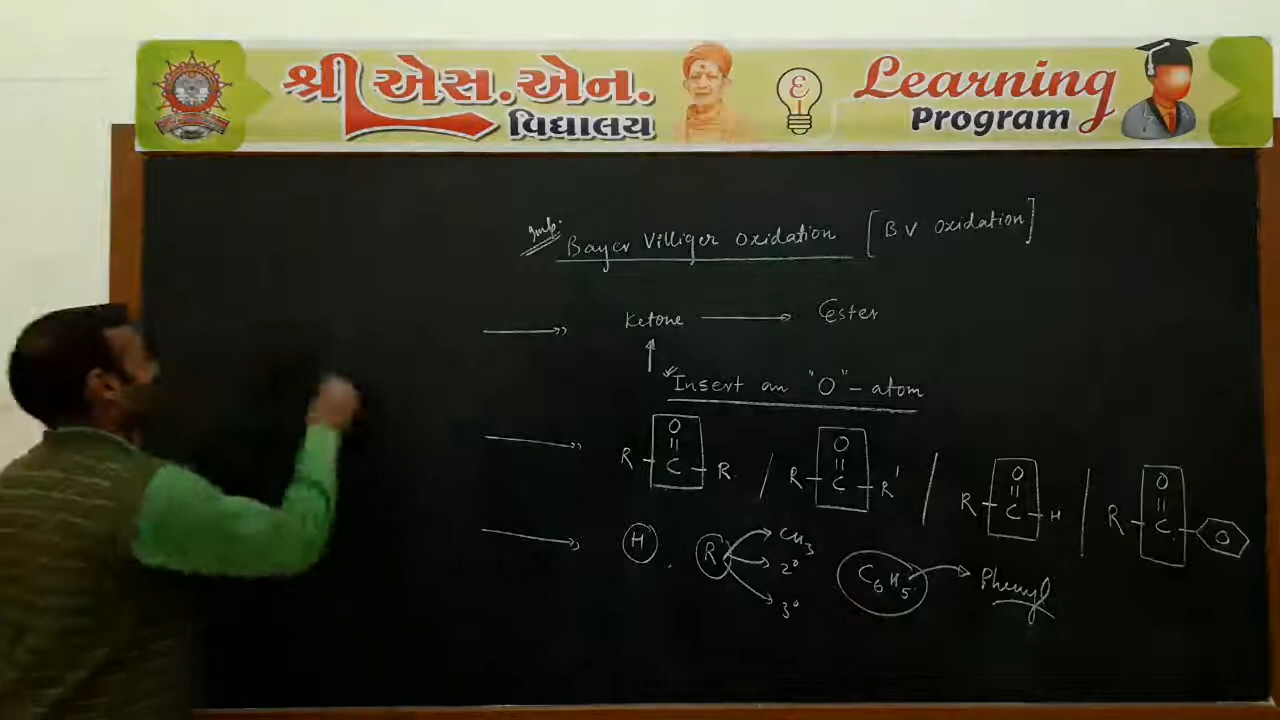 શ્રી એસ.એન. વિદ્યાલય
Learning Program
Imp.
Bayer Villiger Oxidation [BV Oxidation]
Ketone ⟶ Ester
Insert an "O" - atom
R - C(=O) - R / R - C(=O) - R' / R - C(=O) - H / R - C(=O) - ⌬
H . R CH₃ 2° 3° C₆H₅ → Phenyl